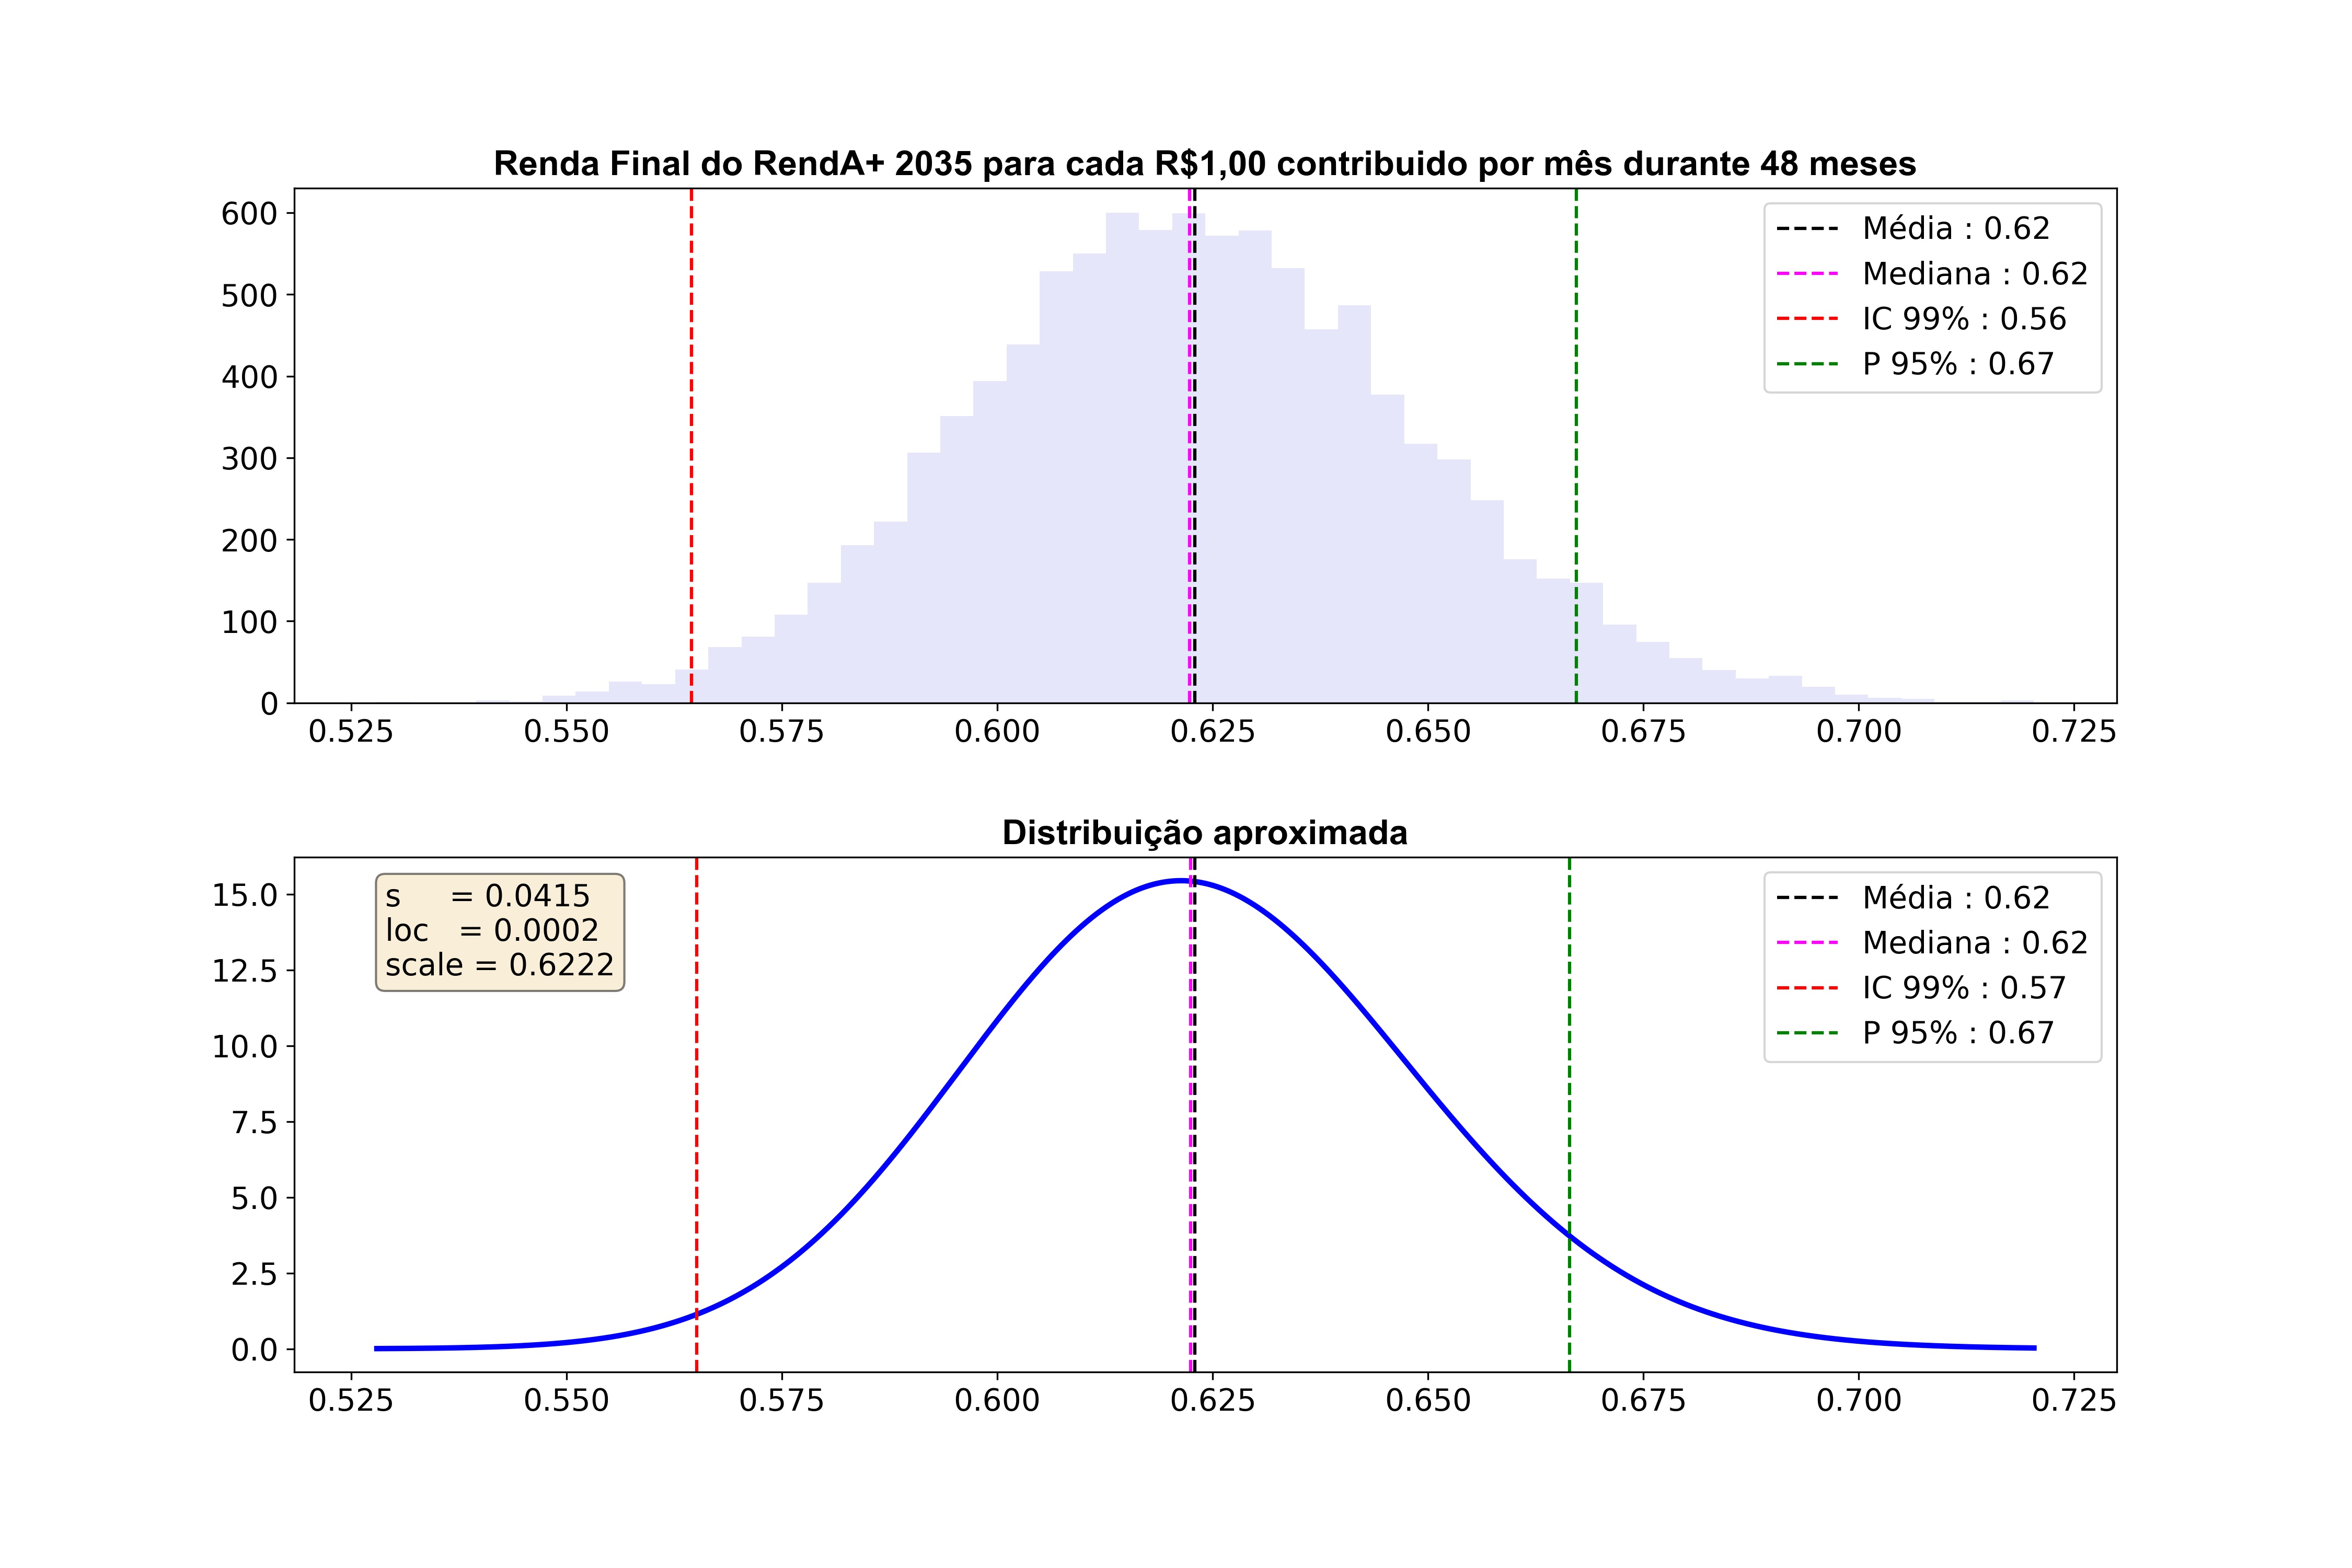 Renda Final do RendA+ 2035 para cada R$1,00 contribuido por mês durante 48 meses
600
500
400
300
200
100
0
0.525 0.550 0.575 0.600 0.625 0.650 0.675 0.700 0.725
Média : 0.62
Mediana : 0.62
IC 99% : 0.56
P 95% : 0.67
Distribuição aproximada
15.0
12.5
10.0
7.5
5.0
2.5
0.0
0.525 0.550 0.575 0.600 0.625 0.650 0.675 0.700 0.725
s = 0.0415
loc = 0.0002
scale = 0.6222
Média : 0.62
Mediana : 0.62
IC 99% : 0.57
P 95% : 0.67